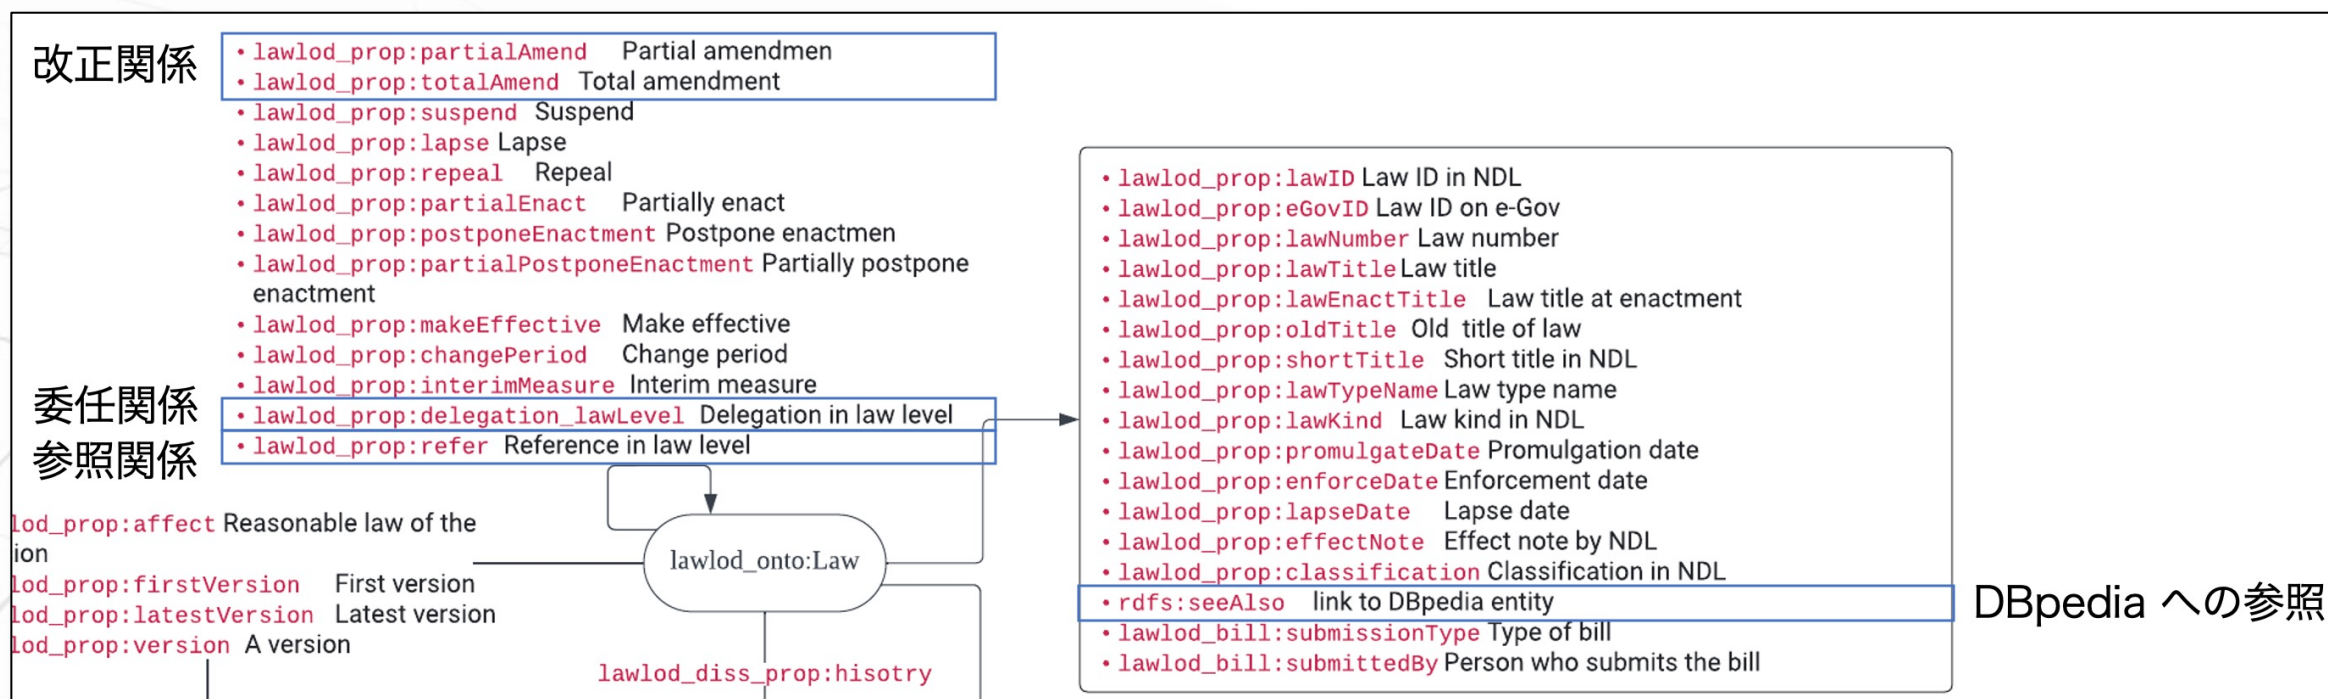 改正関係
• lawlod_prop:partialAmend Partial amendmen
• lawlod_prop:totalAmend Total amendment
• lawlod_prop:suspend Suspend
• lawlod_prop:lapse Lapse
• lawlod_prop:repeal Repeal
• lawlod_prop:partialEnact Partially enact
• lawlod_prop:postponeEnactment Postpone enactmen
• lawlod_prop:partialPostponeEnactment Partially postpone
enactment
• lawlod_prop:makeEffective Make effective
• lawlod_prop:changePeriod Change period
• lawlod_prop:interimMeasure Interim measure
委任関係
• lawlod_prop:delegation_lawLevel Delegation in law level
参照関係
• lawlod_prop:refer Reference in law level
lod_prop:affect Reasonable law of the
ion
lod_prop:firstVersion First version
lod_prop:latestVersion Latest version
lod_prop:version A version
lawlod_onto:Law
lawlod_diss_prop:hisotry
• lawlod_prop:lawID Law ID in NDL
• lawlod_prop:eGovID Law ID on e-Gov
• lawlod_prop:lawNumber Law number
• lawlod_prop:lawTitle Law title
• lawlod_prop:lawEnactTitle Law title at enactment
• lawlod_prop:oldTitle Old title of law
• lawlod_prop:shortTitle Short title in NDL
• lawlod_prop:lawTypeName Law type name
• lawlod_prop:lawKind Law kind in NDL
• lawlod_prop:promulgateDate Promulgation date
• lawlod_prop:enforceDate Enforcement date
• lawlod_prop:lapseDate Lapse date
• lawlod_prop:effectNote Effect note by NDL
• lawlod_prop:classification Classification in NDL
• rdfs:seeAlso link to DBpedia entity
• lawlod_bill:submissionType Type of bill
• lawlod_bill:submittedBy Person who submits the bill
DBpedia への参照